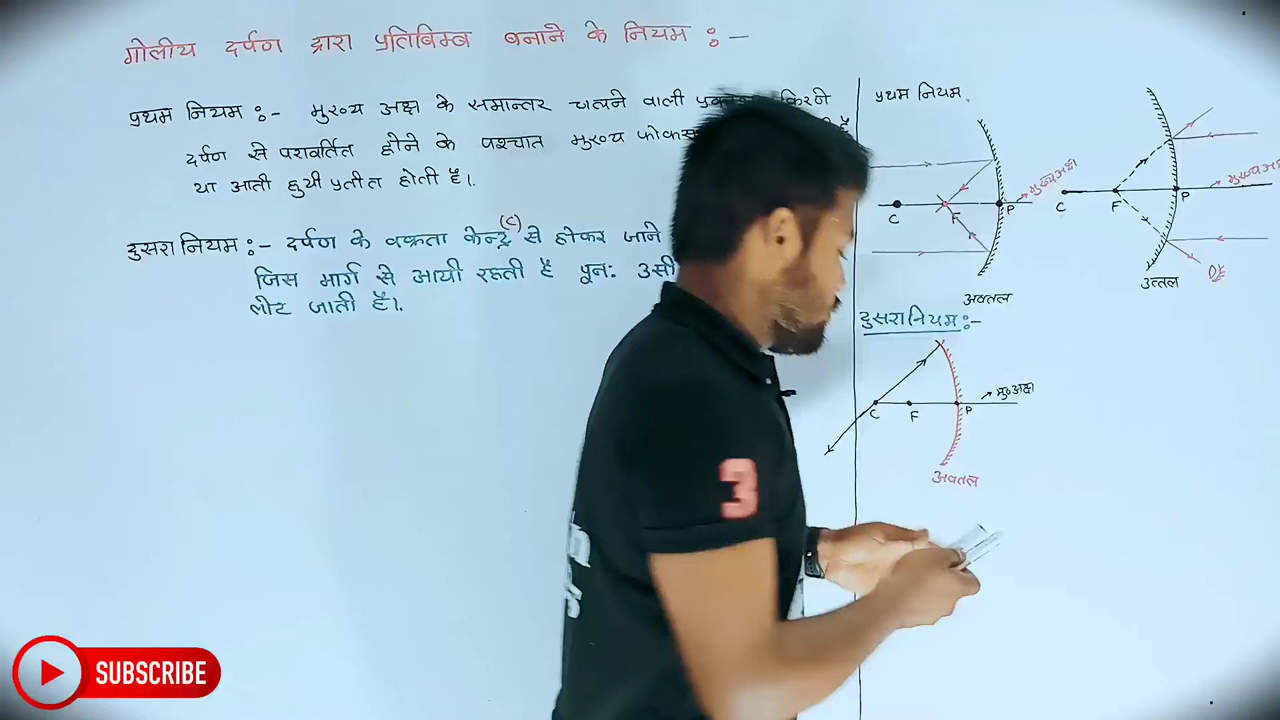 गोलीय दर्पण द्वारा प्रतिबिम्ब बनाने के नियम :-
प्रथम नियम :- मुख्य अक्ष के समान्तर चलने वाली
दर्पण से परावर्तित होने के पश्चात मुख्य फोकस
या आती हुयी प्रतीत होती है।.
दुसरा नियम :- दर्पण के वक्रता केन्द्र (C) से होकर जाने
जिस मार्ग से आयी रहती है पून: उसी
लौट जाती है।.
प्रथम नियम.
C F P मुख्य अक्ष
अवतल
C F P मुख्य अक्ष
उत्तल
दुसरा नियम :-
C F P मु० अक्ष
अवतल
3
SUBSCRIBE